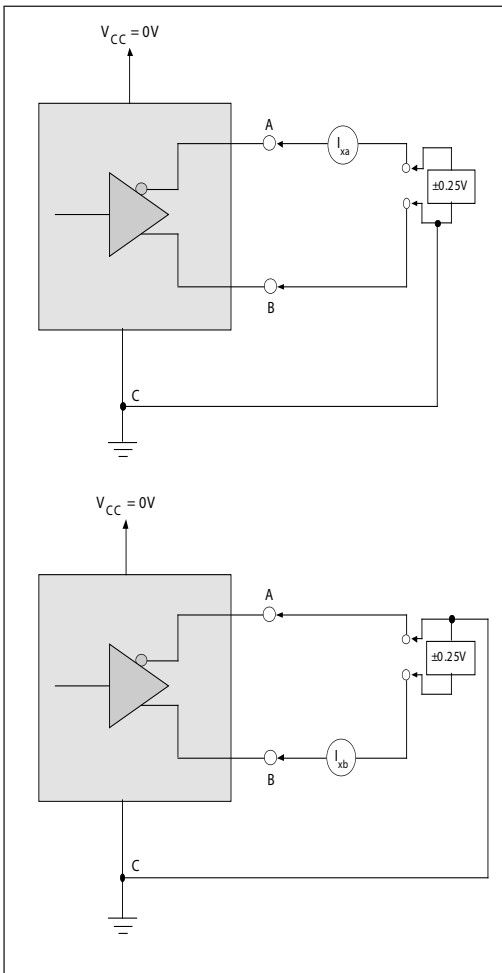 V_CC = 0V
A
I_xa
±0.25V
B
C
V_CC = 0V
A
±0.25V
B
I_xb
C